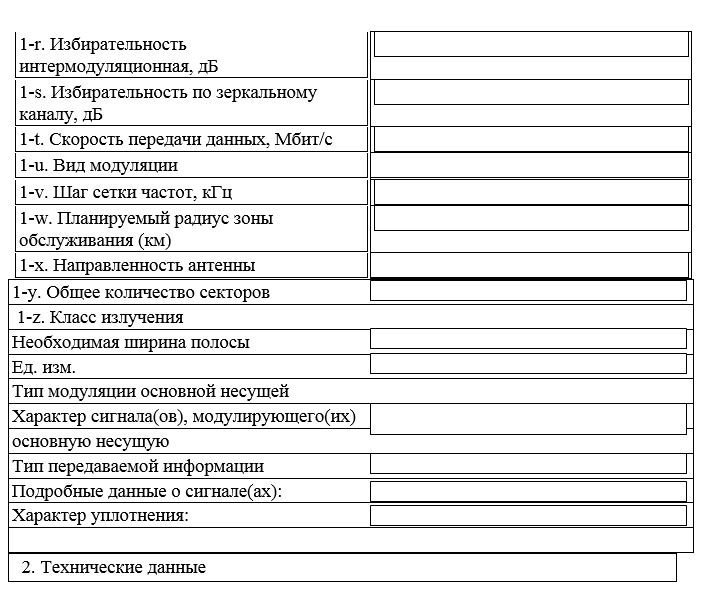 1-r. Избирательность
интермодуляционная, дБ
1-s. Избирательность по зеркальному
каналу, дБ
1-t. Скорость передачи данных, Мбит/с
1-u. Вид модуляции
1-v. Шаг сетки частот, кГц
1-w. Планируемый радиус зоны
обслуживания (км)
1-x. Направленность антенны
1-y. Общее количество секторов
1-z. Класс излучения
Необходимая ширина полосы
Ед. изм.
Тип модуляции основной несущей
Характер сигнала(ов), модулирующего(их)
основную несущую
Тип передаваемой информации
Подробные данные о сигнале(ах):
Характер уплотнения:
2. Технические данные